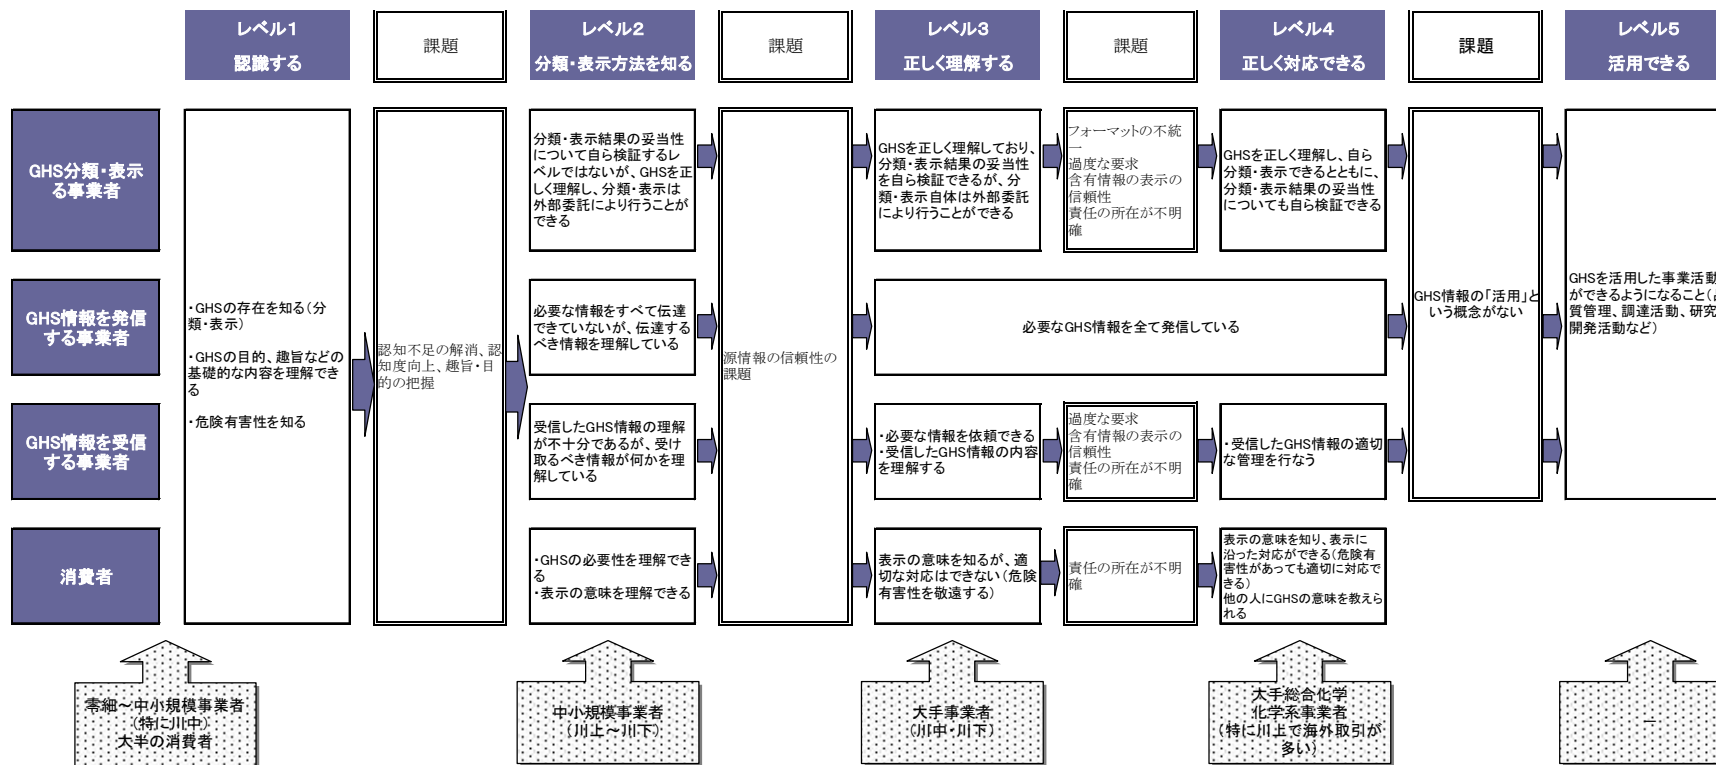 レベル1
認識する
課題
レベル2
分類・表示方法を知る
課題
レベル3
正しく理解する
課題
レベル4
正しく対応できる
課題
レベル5
活用できる
GHS分類・表示
る事業者
GHS情報を発信
する事業者
GHS情報を受信
する事業者
消費者
・GHSの存在を知る(分
類・表示)
・GHSの目的、趣旨などの
基礎的な内容を理解でき
る
・危険有害性を知る
認知不足の解消、認
知度向上、趣旨・目
的の把握
分類・表示結果の妥当性
について自ら検証するレ
ベルではないが、GHSを正
しく理解し、分類・表示は
外部委託により行うことが
できる
必要な情報をすべて伝達
できていないが、伝達する
べき情報を理解している
受信したGHS情報の理解
が不十分であるが、受け
取るべき情報が何かを理
解している
・GHSの必要性を理解でき
る
・表示の意味を理解できる
源情報の信頼性の
課題
GHSを正しく理解しており、
分類・表示結果の妥当性
を自ら検証できるが、分
類・表示自体は外部委託
により行うことができる
必要なGHS情報を全て発信している
・必要な情報を依頼できる
・受信したGHS情報の内容
を理解する
表示の意味を知るが、適
切な対応はできない(危険
有害性を敬遠する)
フォーマットの不統
一
過度な要求
含有情報の表示の
信頼性
責任の所在が不明
確
過度な要求
含有情報の表示の
信頼性
責任の所在が不明
確
責任の所在が不明
確
GHSを正しく理解し、自ら
分類・表示できるとともに、
分類・表示結果の妥当性
についても自ら検証できる
・受信したGHS情報の適切
な管理を行なう
表示の意味を知り、表示に
沿った対応ができる(危険有
害性があっても適切に対応で
きる)
他の人にGHSの意味を教えら
れる
GHS情報の「活用」と
いう概念がない
GHSを活用した事業活動
ができるようになること(
質管理、調達活動、研究
開発活動など)
零細～中小規模事業者
(特に川中)
大半の消費者
中小規模事業者
(川上～川下)
大手事業者
(川中・川下)
大手総合化学
化学系事業者
(特に川上で海外取引が
多い)
－